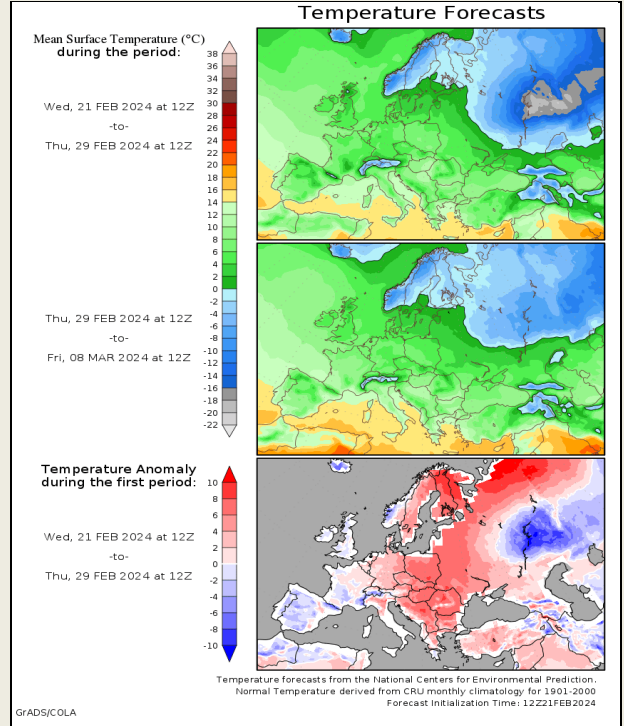 Temperature Forecasts
Mean Surface Temperature (°C)
during the period:
Wed, 21 FEB 2024 at 12Z
-to-
Thu, 29 FEB 2024 at 12Z
38
36
34
32
30
28
26
24
22
20
18
16
14
12
10
8
6
4
2
0
-2
-4
-6
-8
-10
-12
-14
-16
-18
-20
-22
Thu, 29 FEB 2024 at 12Z
-to-
Fri, 08 MAR 2024 at 12Z
Temperature Anomaly
during the first period:
Wed, 21 FEB 2024 at 12Z
-to-
Thu, 29 FEB 2024 at 12Z
10
8
6
4
2
0
-2
-4
-6
-8
-10
Temperature forecasts from the National Centers for Environmental Prediction.
Normal Temperature derived from CRU monthly climatology for 1901-2000
Forecast Initialization Time: 12Z21FEB2024
GrADS/COLA